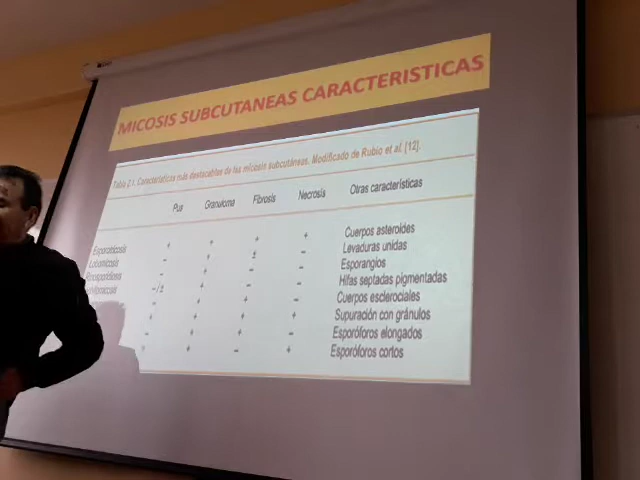 MICOSIS SUBCUTANEAS CARACTERISTICAS
Tabla 2.1. Características más destacables de las micosis subcutáneas. Modificado de Rubio et al. [12].
Pus Granuloma Fibrosis Necrosis Otras características
Esporotricosis + + + + Cuerpos asteroides
Lobomicosis - + ± - Levaduras unidas
- + - - Esporangios
-/± + - - Hifas septadas pigmentadas
- + + - Cuerpos esclerociales
+ + + - Supuración con gránulos
- + + - Esporóforos elongados
+ - + Esporóforos cortos